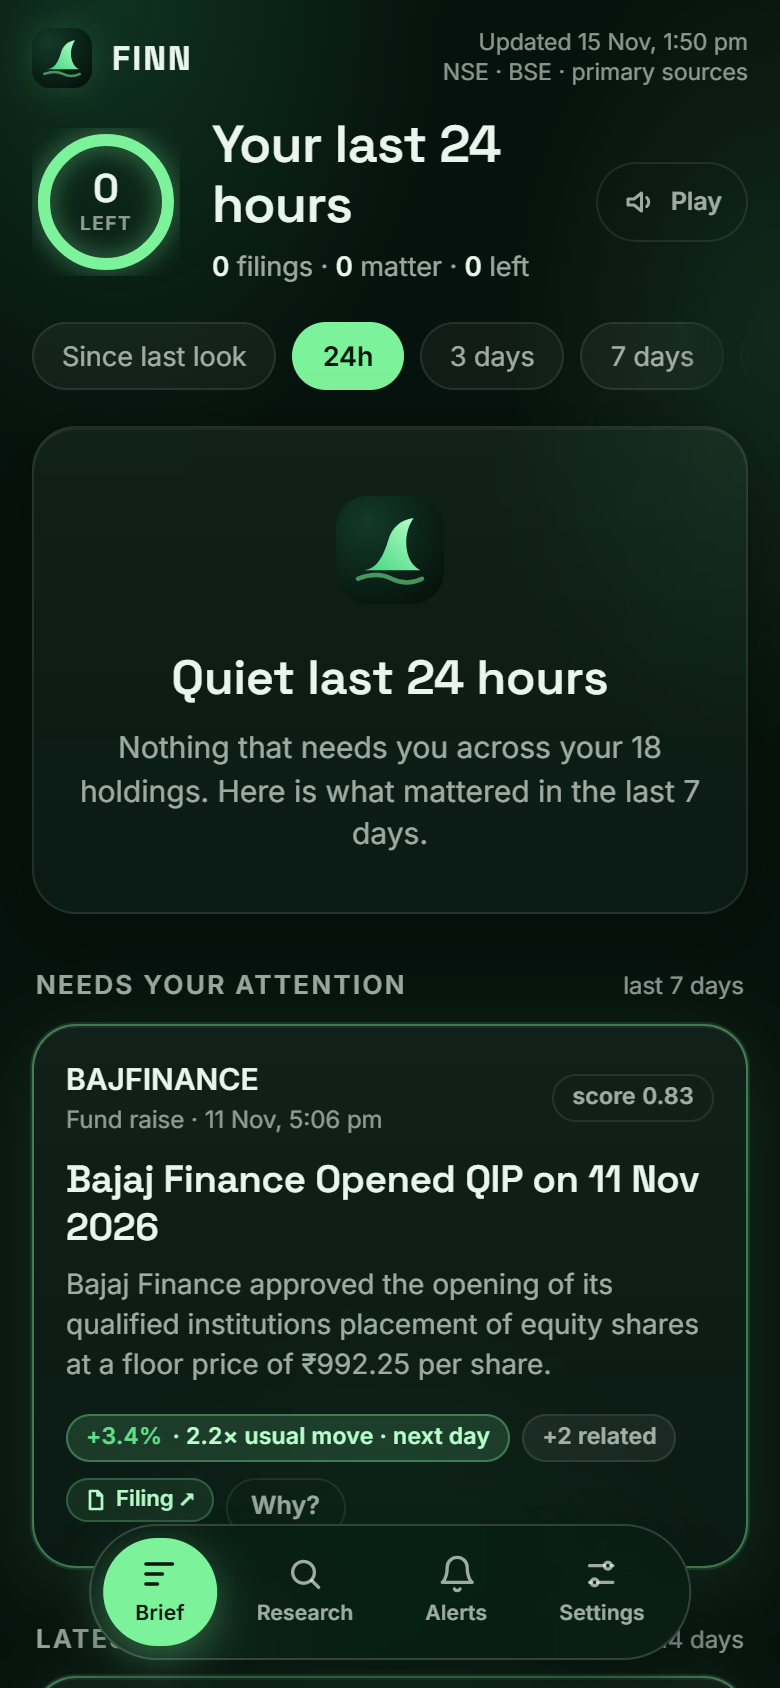 FINN
Updated 15 Nov, 1:50 pm
NSE · BSE · primary sources
0
LEFT
Your last 24
hours
0 filings · 0 matter · 0 left
Play
Since last look
24h
3 days
7 days
Quiet last 24 hours
Nothing that needs you across your 18
holdings. Here is what mattered in the last 7
days.
NEEDS YOUR ATTENTION
last 7 days
BAJFINANCE
Fund raise · 11 Nov, 5:06 pm
score 0.83
Bajaj Finance Opened QIP on 11 Nov
2026
Bajaj Finance approved the opening of its
qualified institutions placement of equity shares
at a floor price of ₹992.25 per share.
+3.4% · 2.2× usual move · next day
+2 related
Filing ↗
Why?
Brief
Research
Alerts
Settings
days